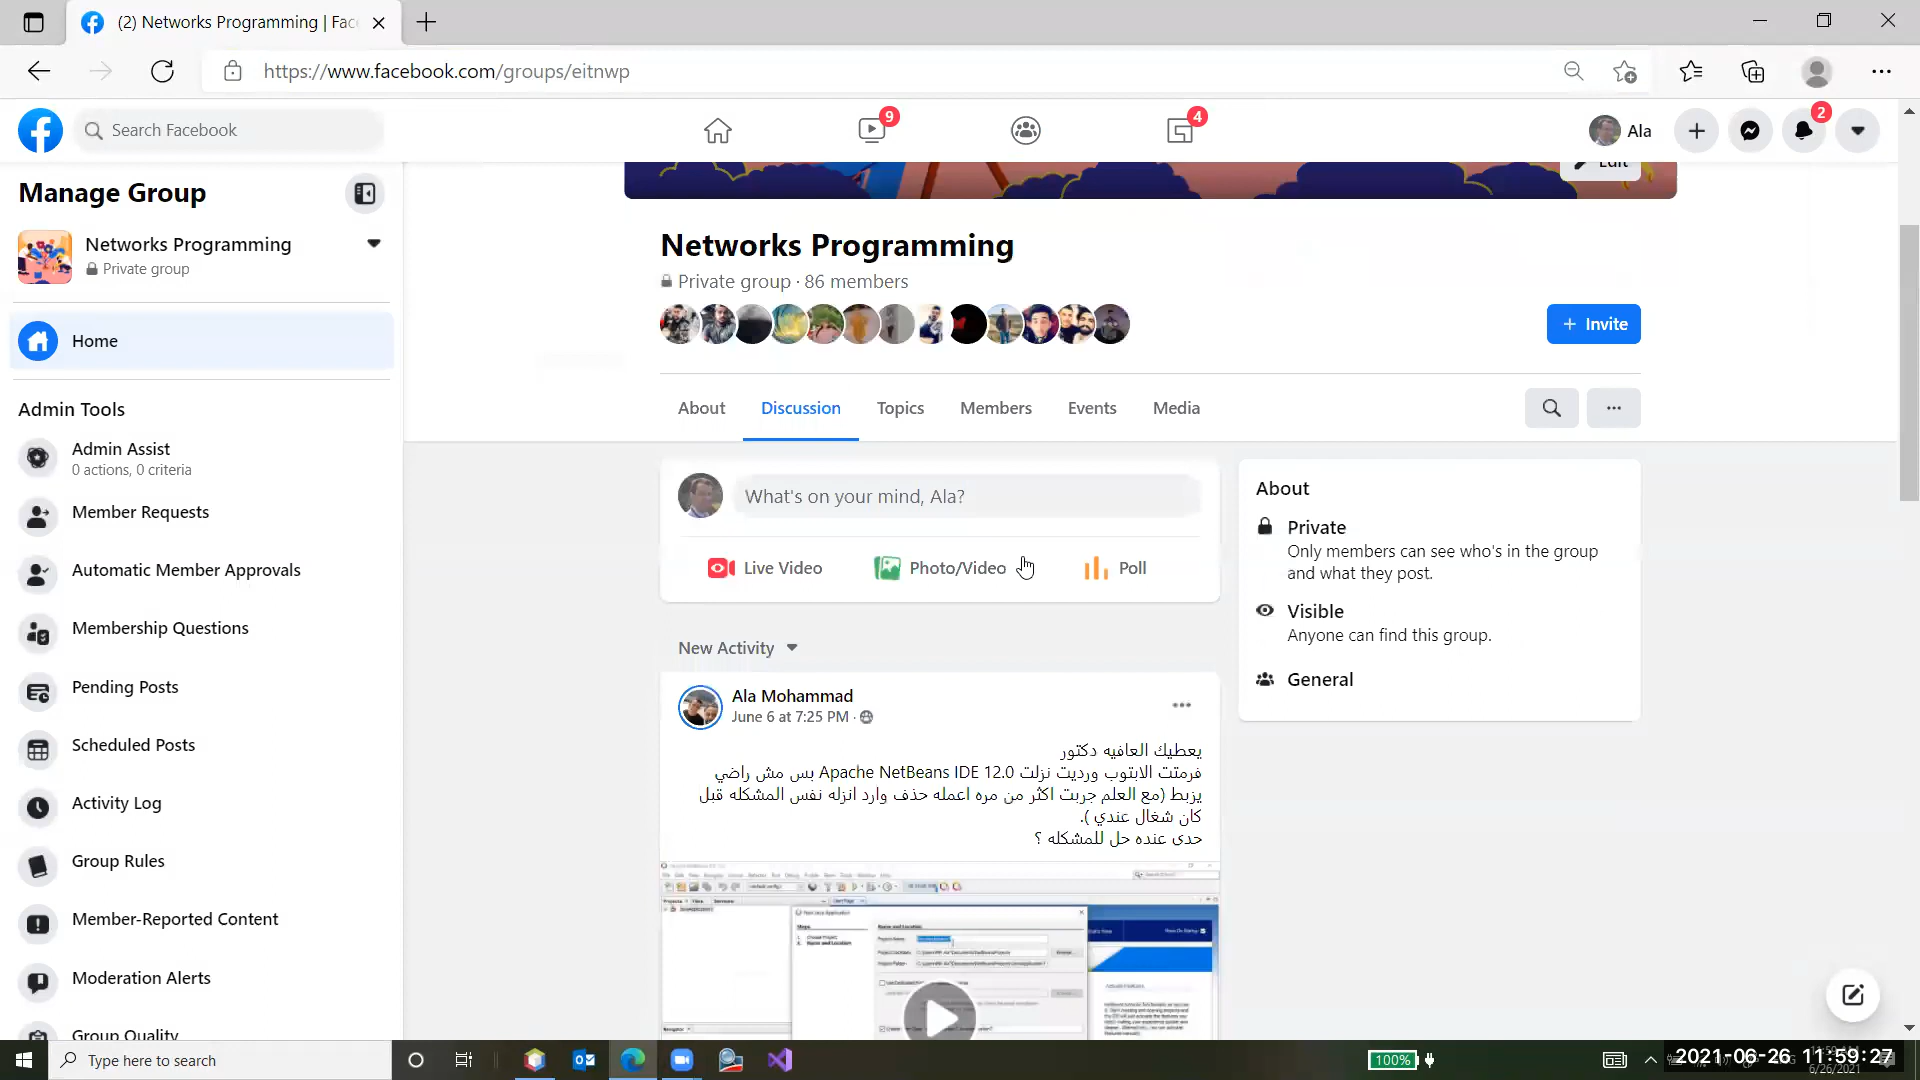 (2) Networks Programming | Fac
https://www.facebook.com/groups/eitnwp
Search Facebook
9
4
Ala
2
Edit
Manage Group
Networks Programming
Private group
Home
Admin Tools
Admin Assist
0 actions, 0 criteria
Member Requests
Automatic Member Approvals
Membership Questions
Pending Posts
Scheduled Posts
Activity Log
Group Rules
Member-Reported Content
Moderation Alerts
Group Quality
Networks Programming
Private group · 86 members
+ Invite
About
Discussion
Topics
Members
Events
Media
What's on your mind, Ala?
Live Video
Photo/Video
Poll
New Activity
Ala Mohammad
June 6 at 7:25 PM ·
يعطيك العافيه دكتور
فرمتت الابتوب ورديت نزلت Apache NetBeans IDE 12.0 بس مش راضي
يزبط (مع العلم جربت اكثر من مره اعمله حذف وارد انزله نفس المشكله قبل
كان شغال عندي ).
حدى عنده حل للمشكله ؟
About
Private
Only members can see who's in the group
and what they post.
Visible
Anyone can find this group.
General
Type here to search
100%
2021-06-26 11:59:27
6/26/2021